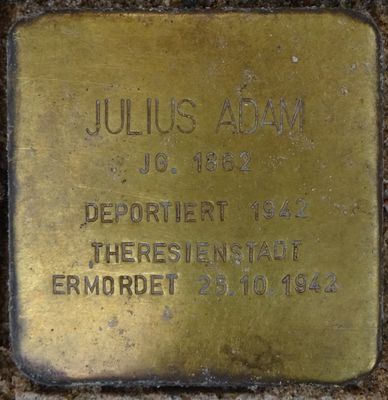 JULIUS ADAM
JG. 1862
DEPORTIERT 1942
THERESIENSTADT
ERMORDET 25.10.1942